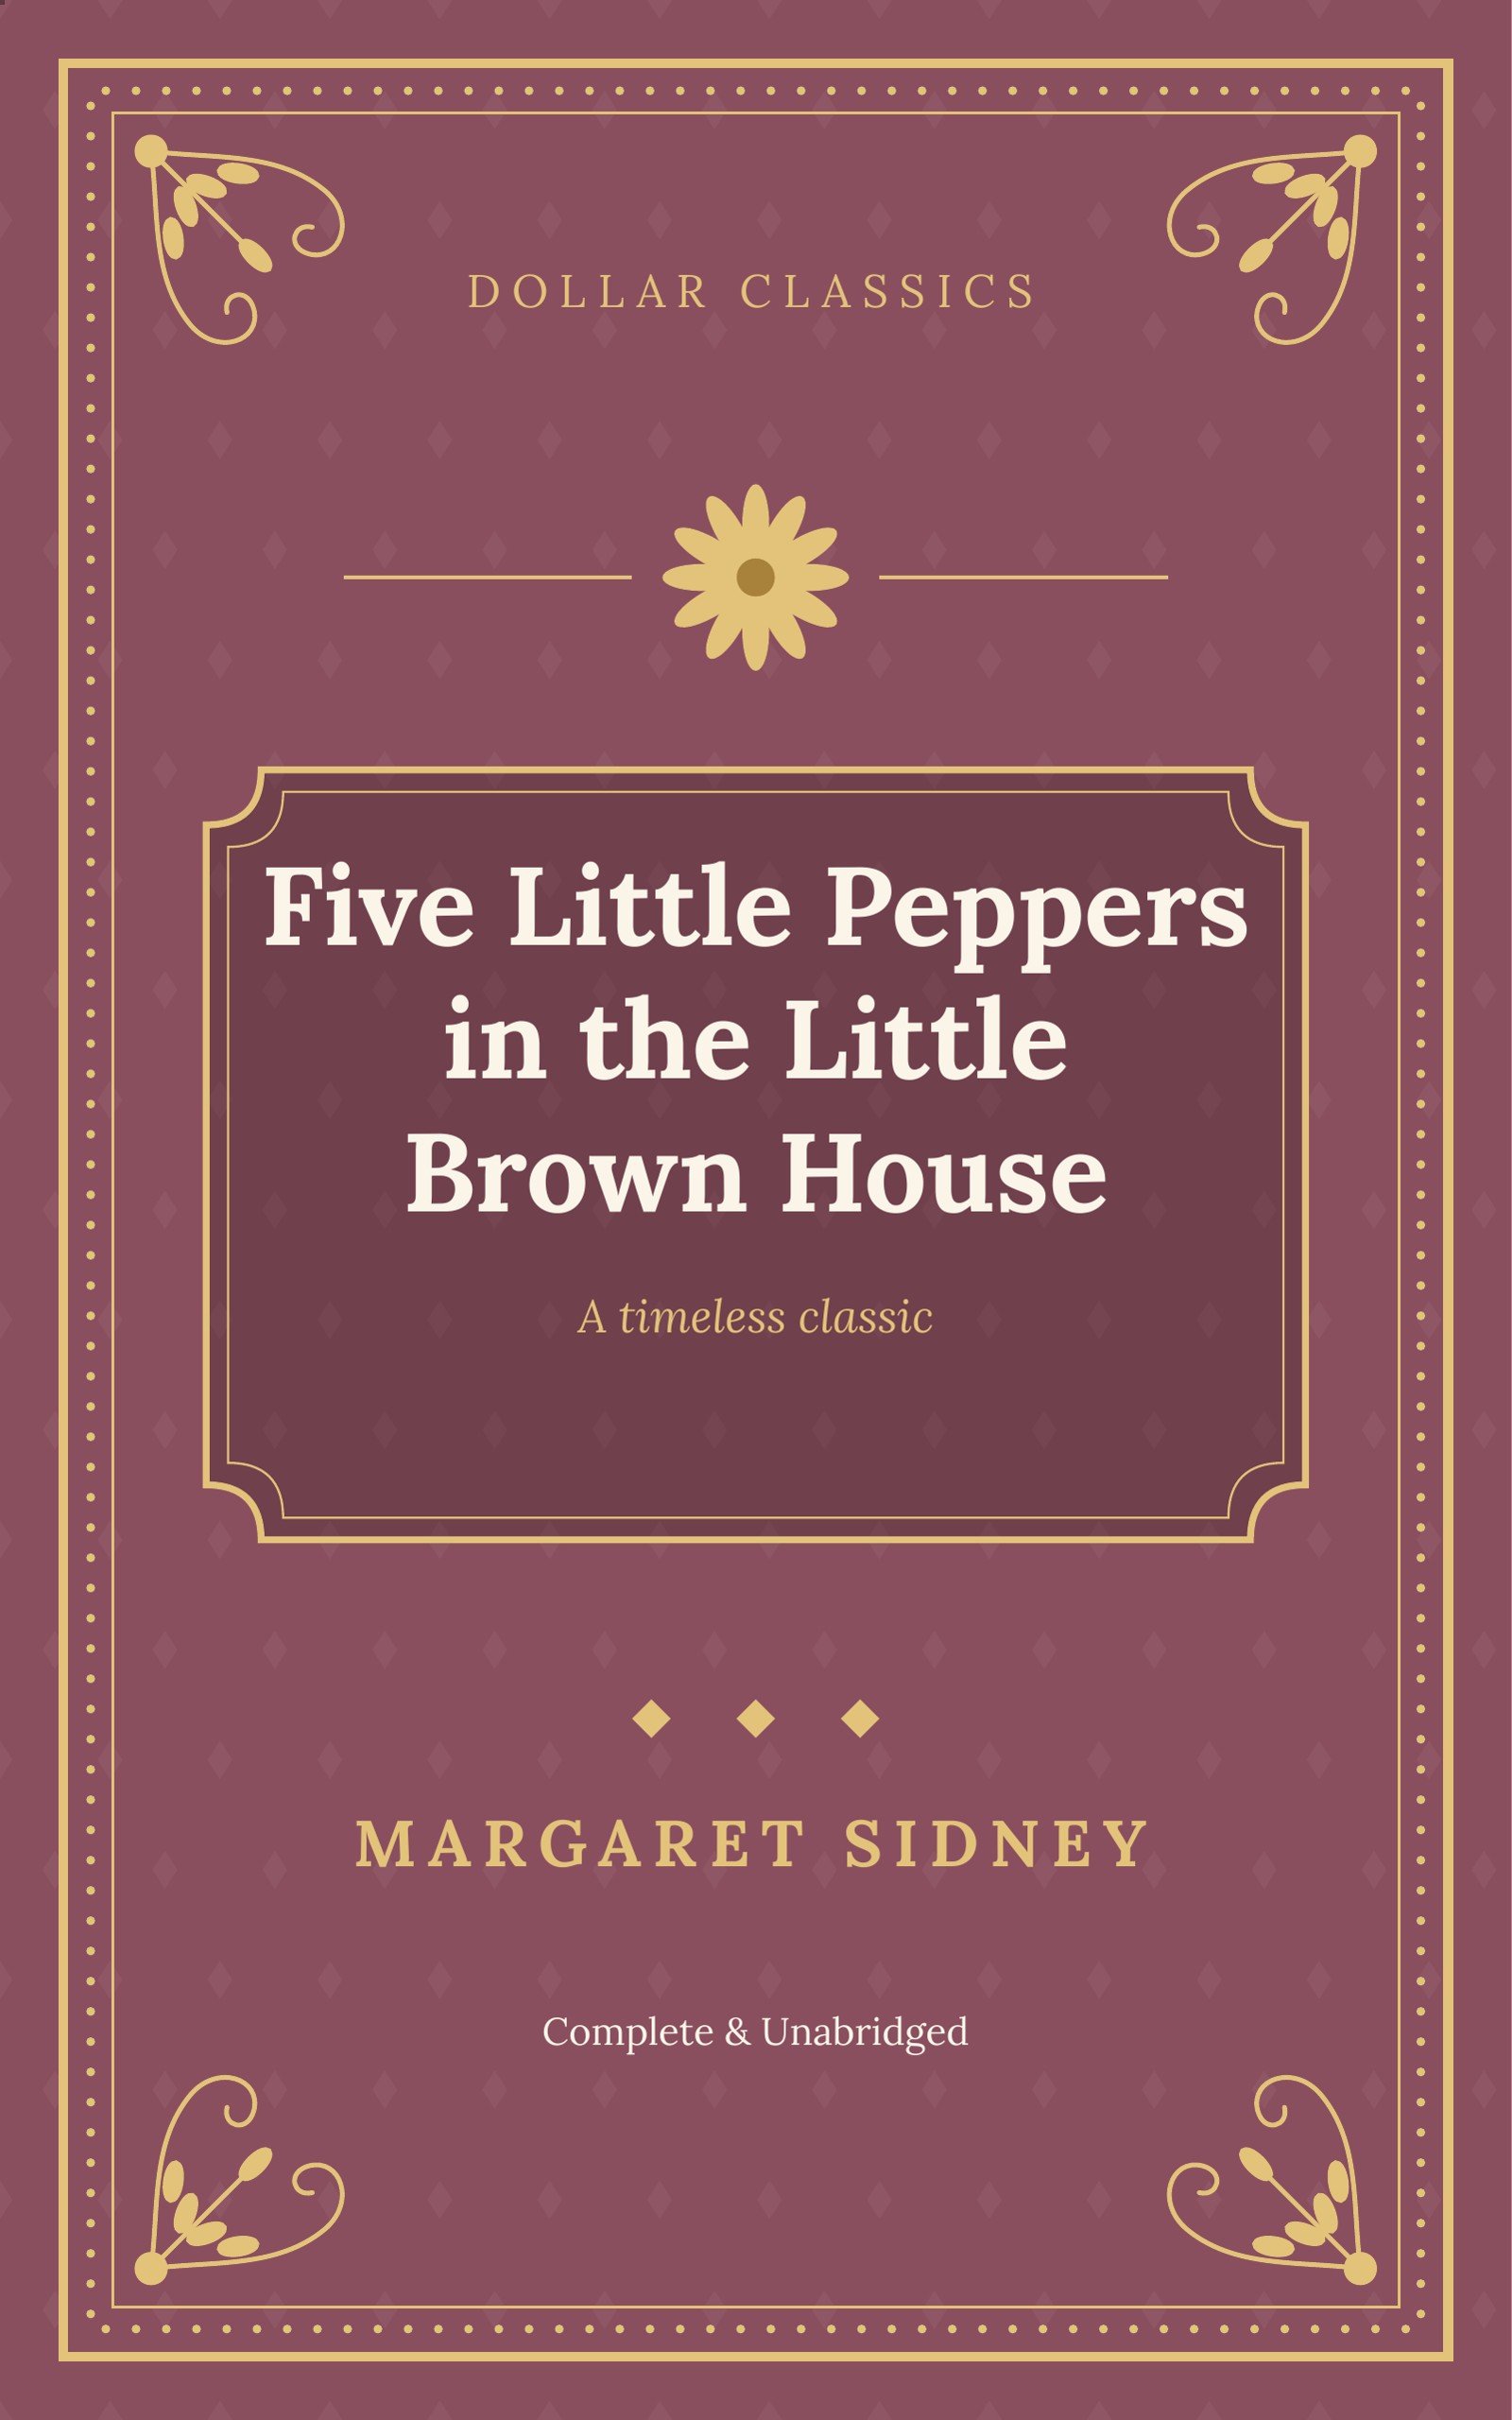 DOLLAR CLASSICS
Five Little Peppers
in the Little
Brown House
A timeless classic
MARGARET SIDNEY
Complete & Unabridged